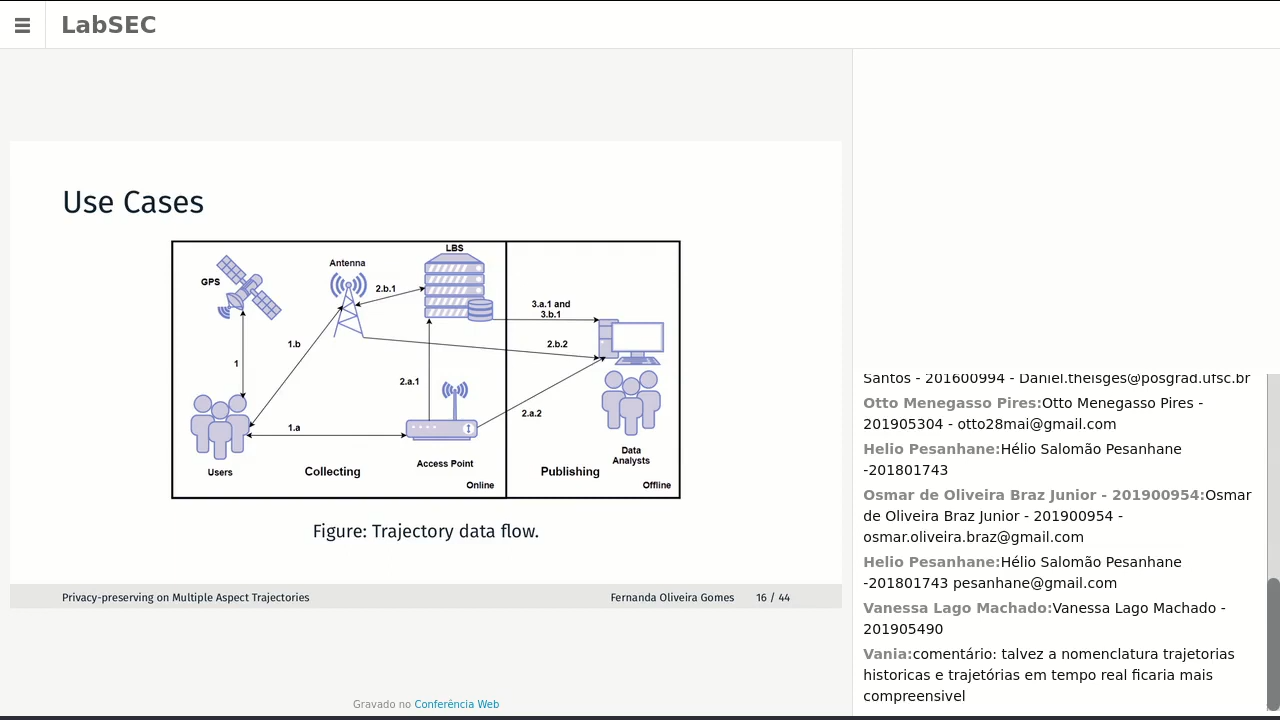 LabSEC
Use Cases
LBS
Antenna
GPS
2.b.1
3.a.1 and
3.b.1
1.b
2.b.2
1
2.a.1
2.a.2
1.a
Data
Analysts
Access Point
Users
Collecting
Publishing
Online
Offline
Figure: Trajectory data flow.
Privacy-preserving on Multiple Aspect Trajectories
Fernanda Oliveira Gomes
16 / 44
Gravado no Conferência Web
Santos - 201600994 - Daniel.theisges@posgrad.ufsc.br
Otto Menegasso Pires:Otto Menegasso Pires -
201905304 - otto28mai@gmail.com
Helio Pesanhane:Hélio Salomão Pesanhane
-201801743
Osmar de Oliveira Braz Junior - 201900954:Osmar
de Oliveira Braz Junior - 201900954 -
osmar.oliveira.braz@gmail.com
Helio Pesanhane:Hélio Salomão Pesanhane
-201801743 pesanhane@gmail.com
Vanessa Lago Machado:Vanessa Lago Machado -
201905490
Vania:comentário: talvez a nomenclatura trajetorias
historicas e trajetórias em tempo real ficaria mais
compreensivel